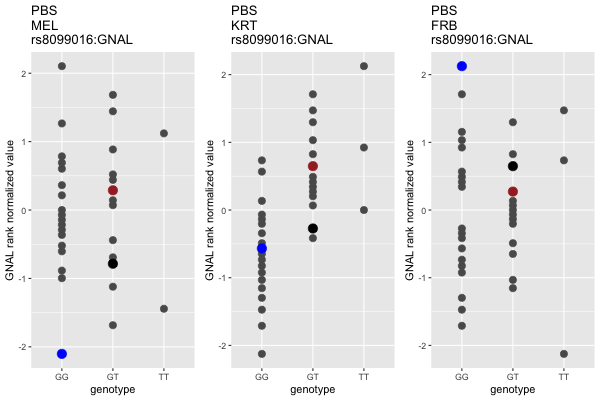 PBS
MEL
rs8099016:GNAL
GNAL rank normalized value
2
1
0
-1
-2
GG
GT
TT
genotype
PBS
KRT
rs8099016:GNAL
GNAL rank normalized value
2
1
0
-1
-2
GG
GT
TT
genotype
PBS
FRB
rs8099016:GNAL
GNAL rank normalized value
2
1
0
-1
-2
GG
GT
TT
genotype